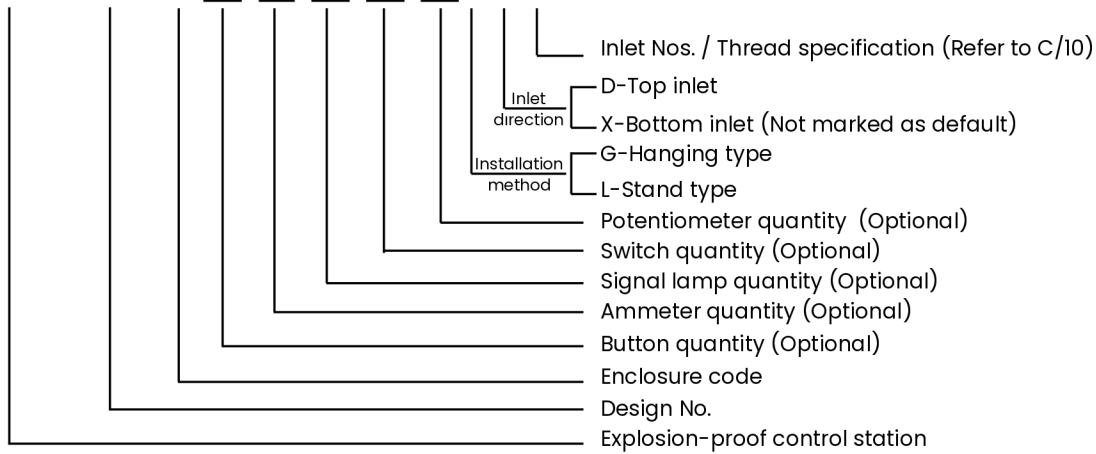 Inlet Nos. / Thread specification (Refer to C/10)
Inlet
direction
D-Top inlet
X-Bottom inlet (Not marked as default)
Installation
method
G-Hanging type
L-Stand type
Potentiometer quantity (Optional)
Switch quantity (Optional)
Signal lamp quantity (Optional)
Ammeter quantity (Optional)
Button quantity (Optional)
Enclosure code
Design No.
Explosion-proof control station